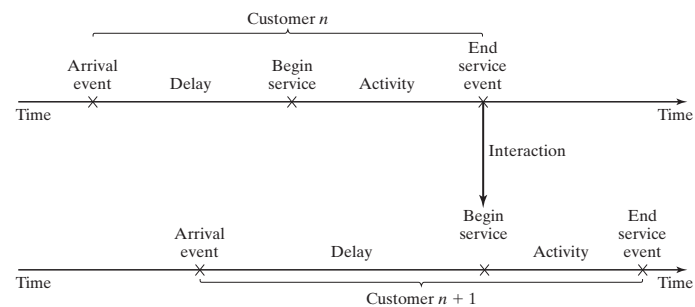 Customer n
Arrival
event
Delay
Begin
service
Activity
End
service
event
Time
Time
Interaction
Arrival
event
Delay
Begin
service
Activity
End
service
event
Time
Time
Customer n + 1